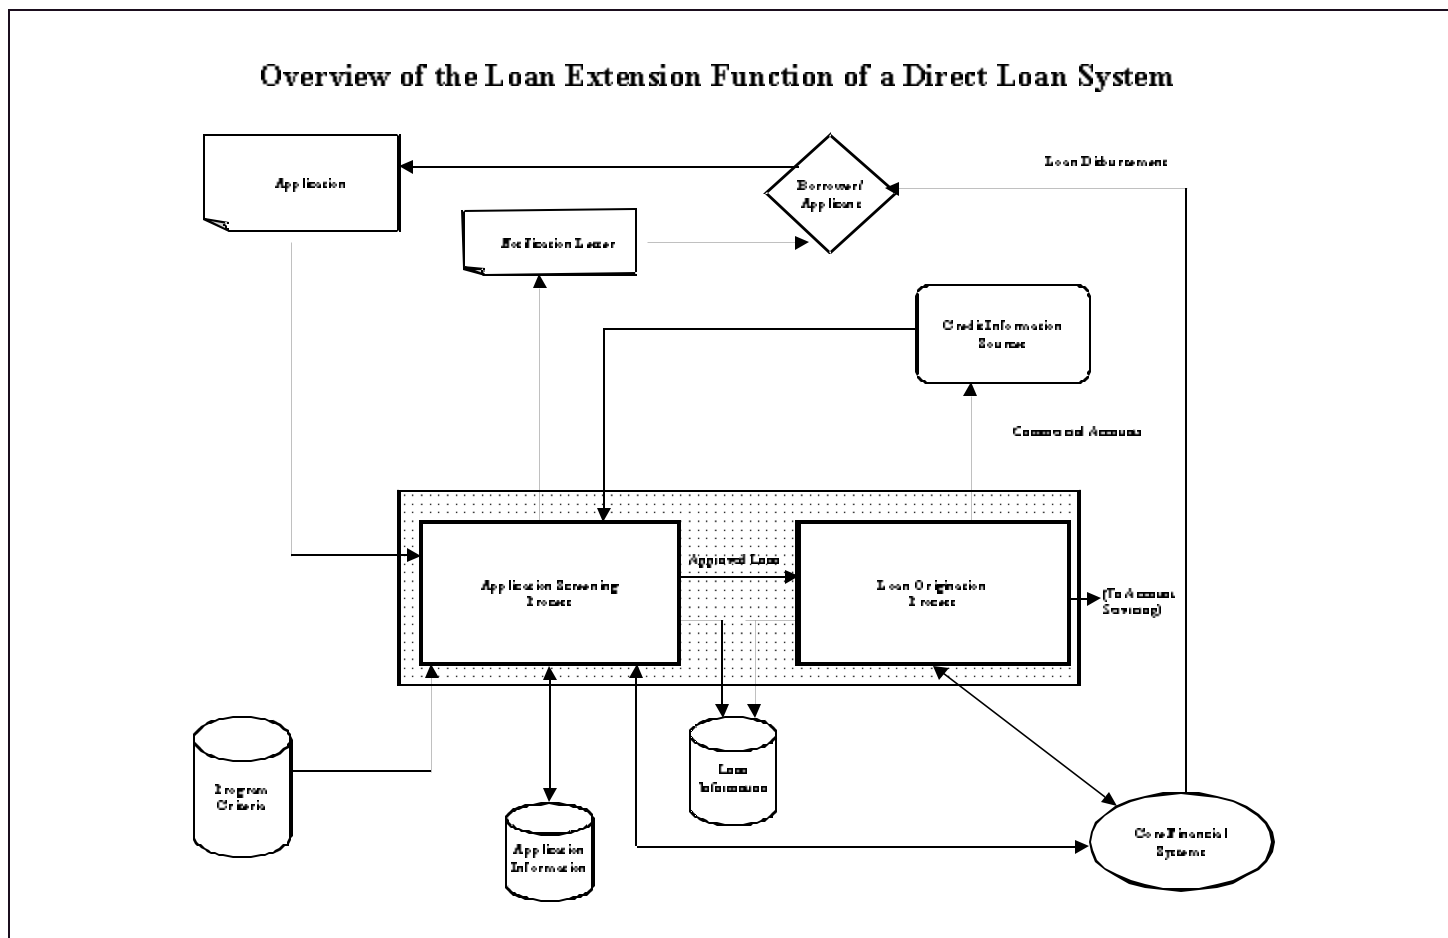 Overview of the Loan Extension Function of a Direct Loan System
Application
Borrower/
Applicant
Loan Disbursement
Notification Letter
Credit Information
Sources
Commercial Accounts
Approved Loan
Application Screening
Process
Loan Origination
Process
(To Account
Servicing)
Program
Criteria
Loan
Information
Application
Information
Core Financial
Systems